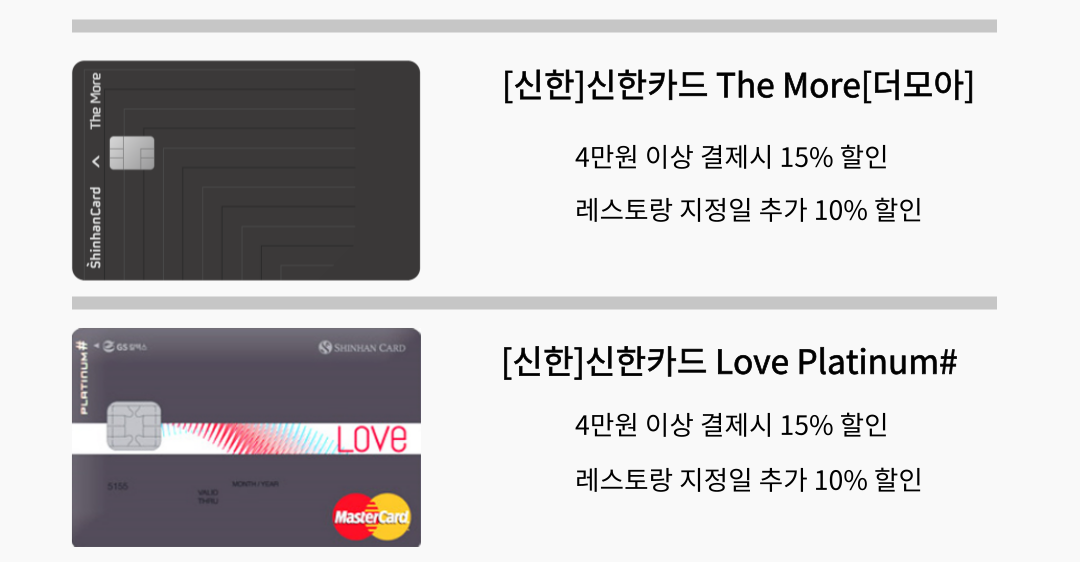 ShinhanCard The More
[신한]신한카드 The More[더모아]
4만원 이상 결제시 15% 할인
레스토랑 지정일 추가 10% 할인
PLATINUM#
GS
SHINHAN CARD
LOVE
5155
VALID
THRU
MONTH/YEAR
MasterCard
[신한]신한카드 Love Platinum#
4만원 이상 결제시 15% 할인
레스토랑 지정일 추가 10% 할인